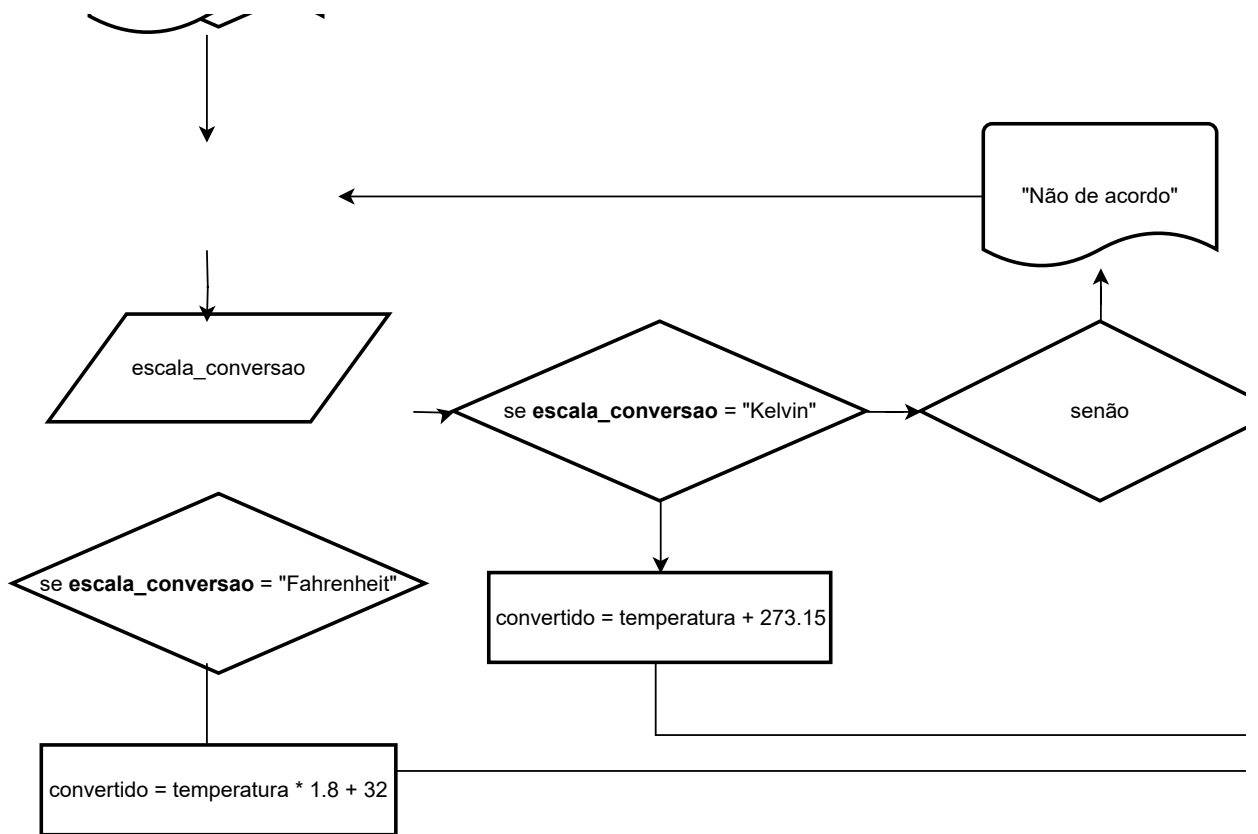 "Não de acordo"
escala_conversao
se escala_conversao = "Kelvin"
senão
se escala_conversao = "Fahrenheit"
convertido = temperatura + 273.15
convertido = temperatura * 1.8 + 32